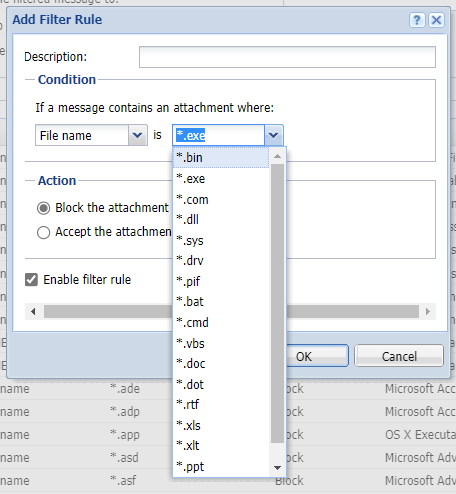 the filtered message to:
Add Filter Rule
Description:
Condition
If a message contains an attachment where:
File name is *.exe
*.bin
*.exe
*.com
*.dll
*.sys
*.drv
*.pif
*.bat
*.cmd
*.vbs
*.doc
*.dot
*.rtf
*.xls
*.xlt
*.ppt
Action
Block the attachment
Accept the attachmen
Enable filter rule
OK Cancel
name *.ade Block Microsoft Acc
name *.adp Block Microsoft Acc
name *.app Block OS X Executa
name *.asd Block Microsoft Adv
name *.asf Block Microsoft Adv